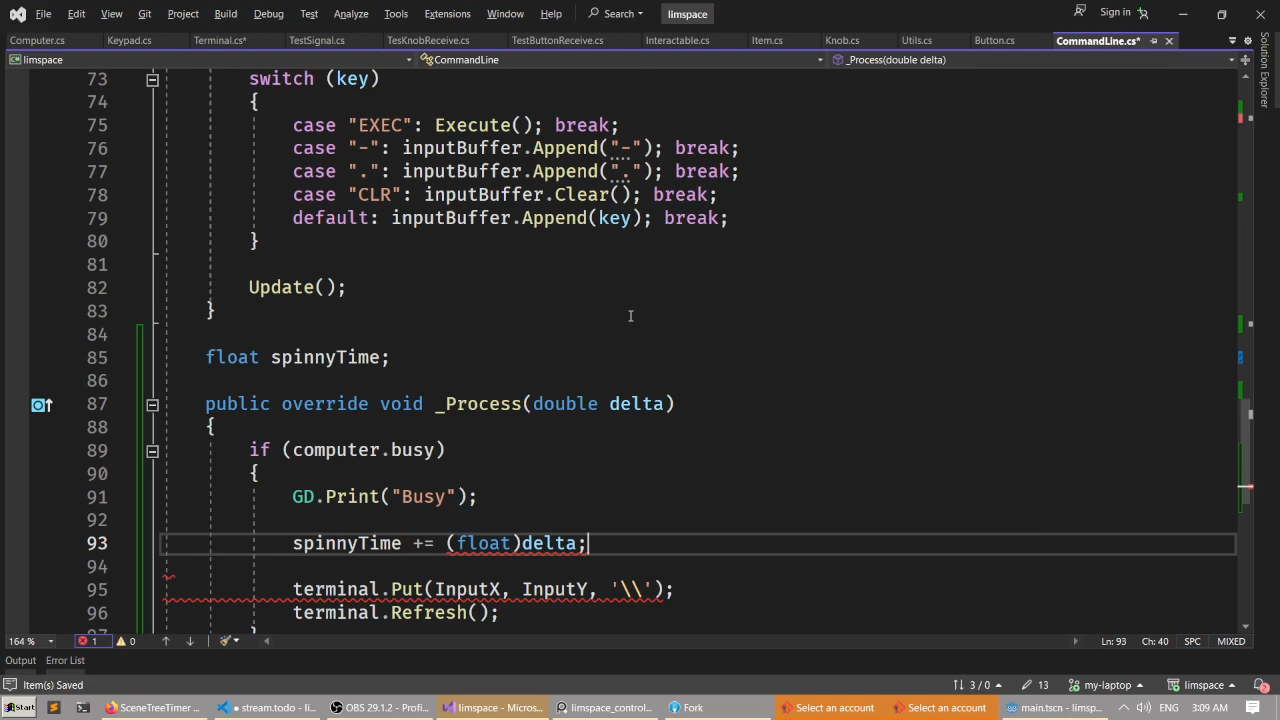 File Edit View Git Project Build Debug Test Analyze Tools Extensions Window Help Search limspace Sign in
Computer.cs Keypad.cs Terminal.cs* TestSignal.cs TesKnobReceive.cs TestButtonReceive.cs Interactable.cs Item.cs Knob.cs Utils.cs Button.cs CommandLine.cs*
limspace CommandLine _Process(double delta)
Solution Explorer
73 switch (key)
74 {
75 case "EXEC": Execute(); break;
76 case "-": inputBuffer.Append("-"); break;
77 case ".": inputBuffer.Append("."); break;
78 case "CLR": inputBuffer.Clear(); break;
79 default: inputBuffer.Append(key); break;
80 }
81
82 Update();
83 }
84
85 float spinnyTime;
86
87 public override void _Process(double delta)
88 {
89 if (computer.busy)
90 {
91 GD.Print("Busy");
92
93 spinnyTime += (float)delta;
94
95 terminal.Put(InputX, InputY, '\\');
96 terminal.Refresh();
164 % 1 0 Ln: 93 Ch: 40 SPC MIXED
Output Error List
Item(s) Saved 3 / 0 13 my-laptop limspace 2
Start SceneTreeTimer ... stream.todo - li... OBS 29.1.2 - Profi... limspace - Micros... limspace_control... Fork Select an account Select an account main.tscn - limsp... 3:09 AM